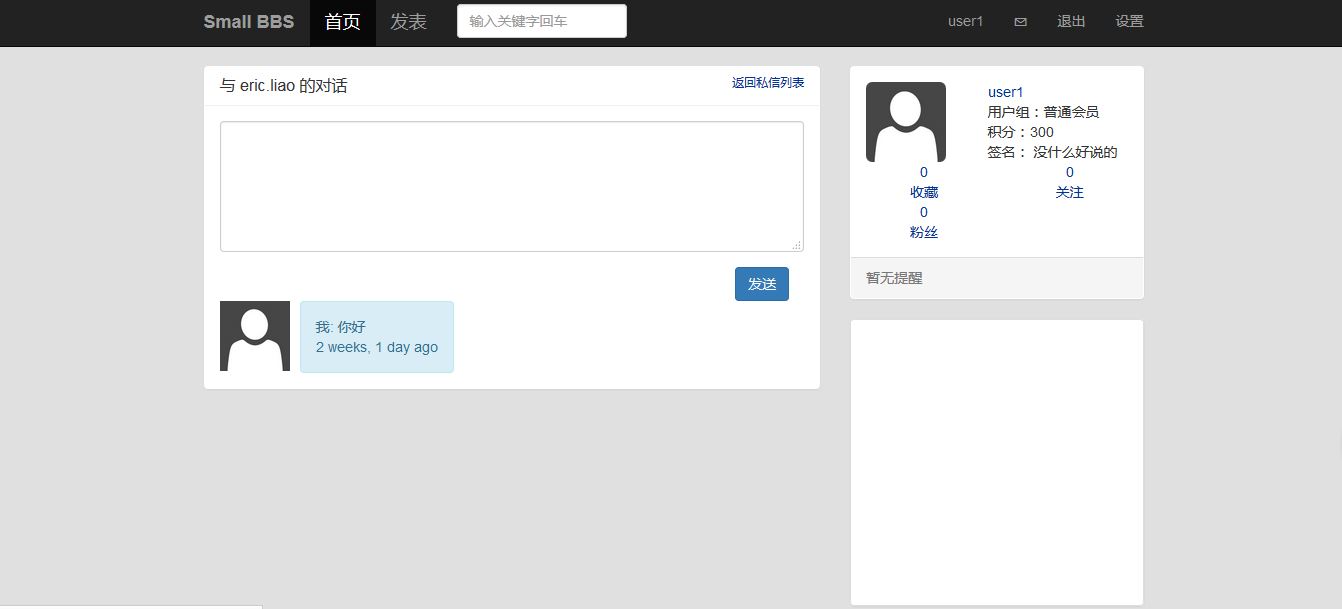 Small BBS 首页 发表 输入关键字回车 user1 退出 设置
与 eric.liao 的对话 返回私信列表
发送
我: 你好
2 weeks, 1 day ago
user1
用户组：普通会员
积分：300
签名： 没什么好说的
0 0
收藏 关注
0
粉丝
暂无提醒